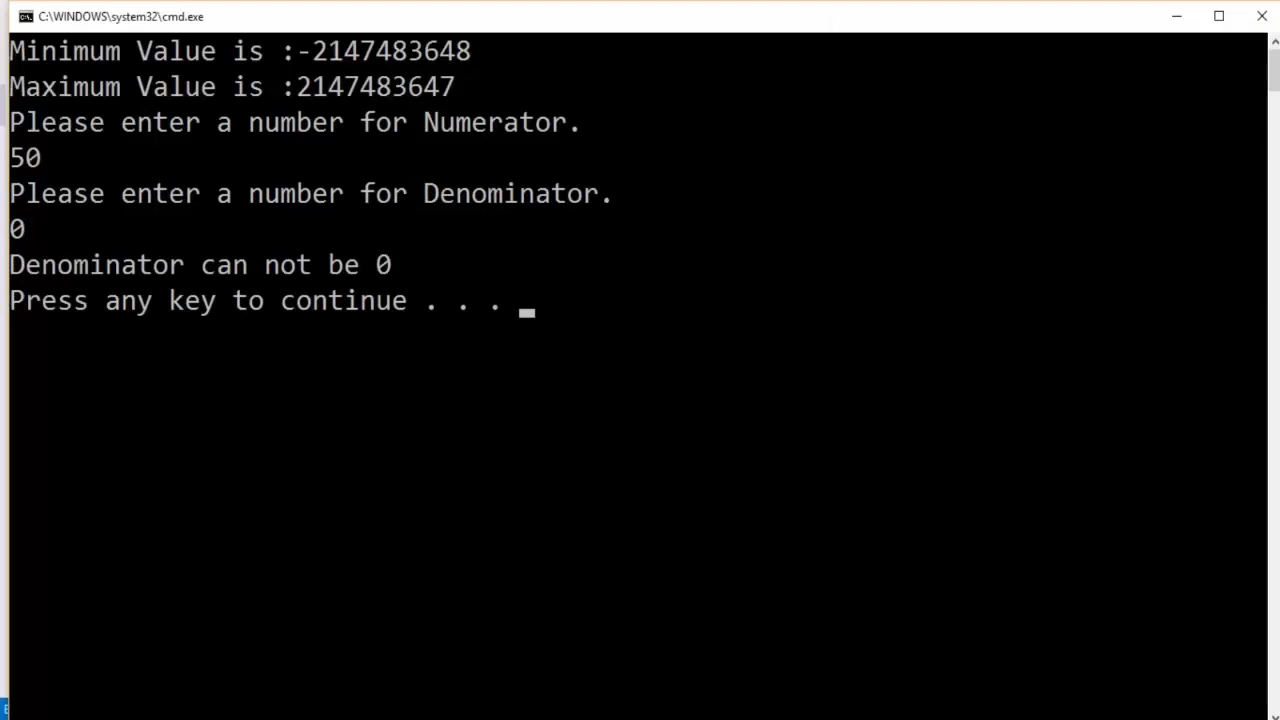 C:\WINDOWS\system32\cmd.exe
Minimum Value is :-2147483648
Maximum Value is :2147483647
Please enter a number for Numerator.
50
Please enter a number for Denominator.
0
Denominator can not be 0
Press any key to continue . . .